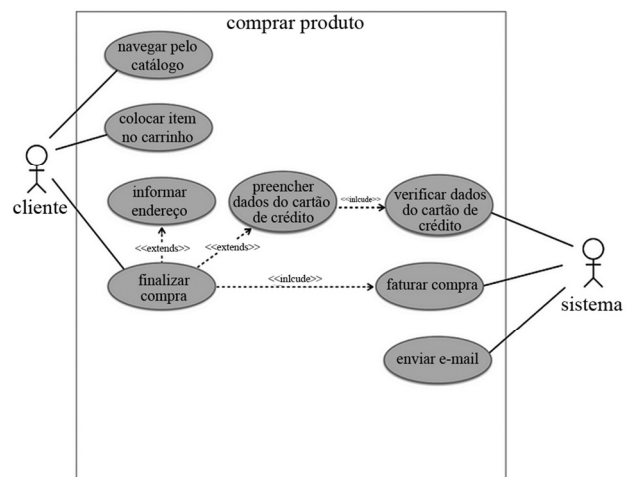 comprar produto
navegar pelo
catálogo
colocar item
no carrinho
cliente
informar
endereço
preencher
dados do cartão
de crédito
<<inlcude>>
verificar dados
do cartão de
crédito
<<extends>>
<<extends>>
finalizar
compra
<<inlcude>>
faturar compra
sistema
enviar e-mail